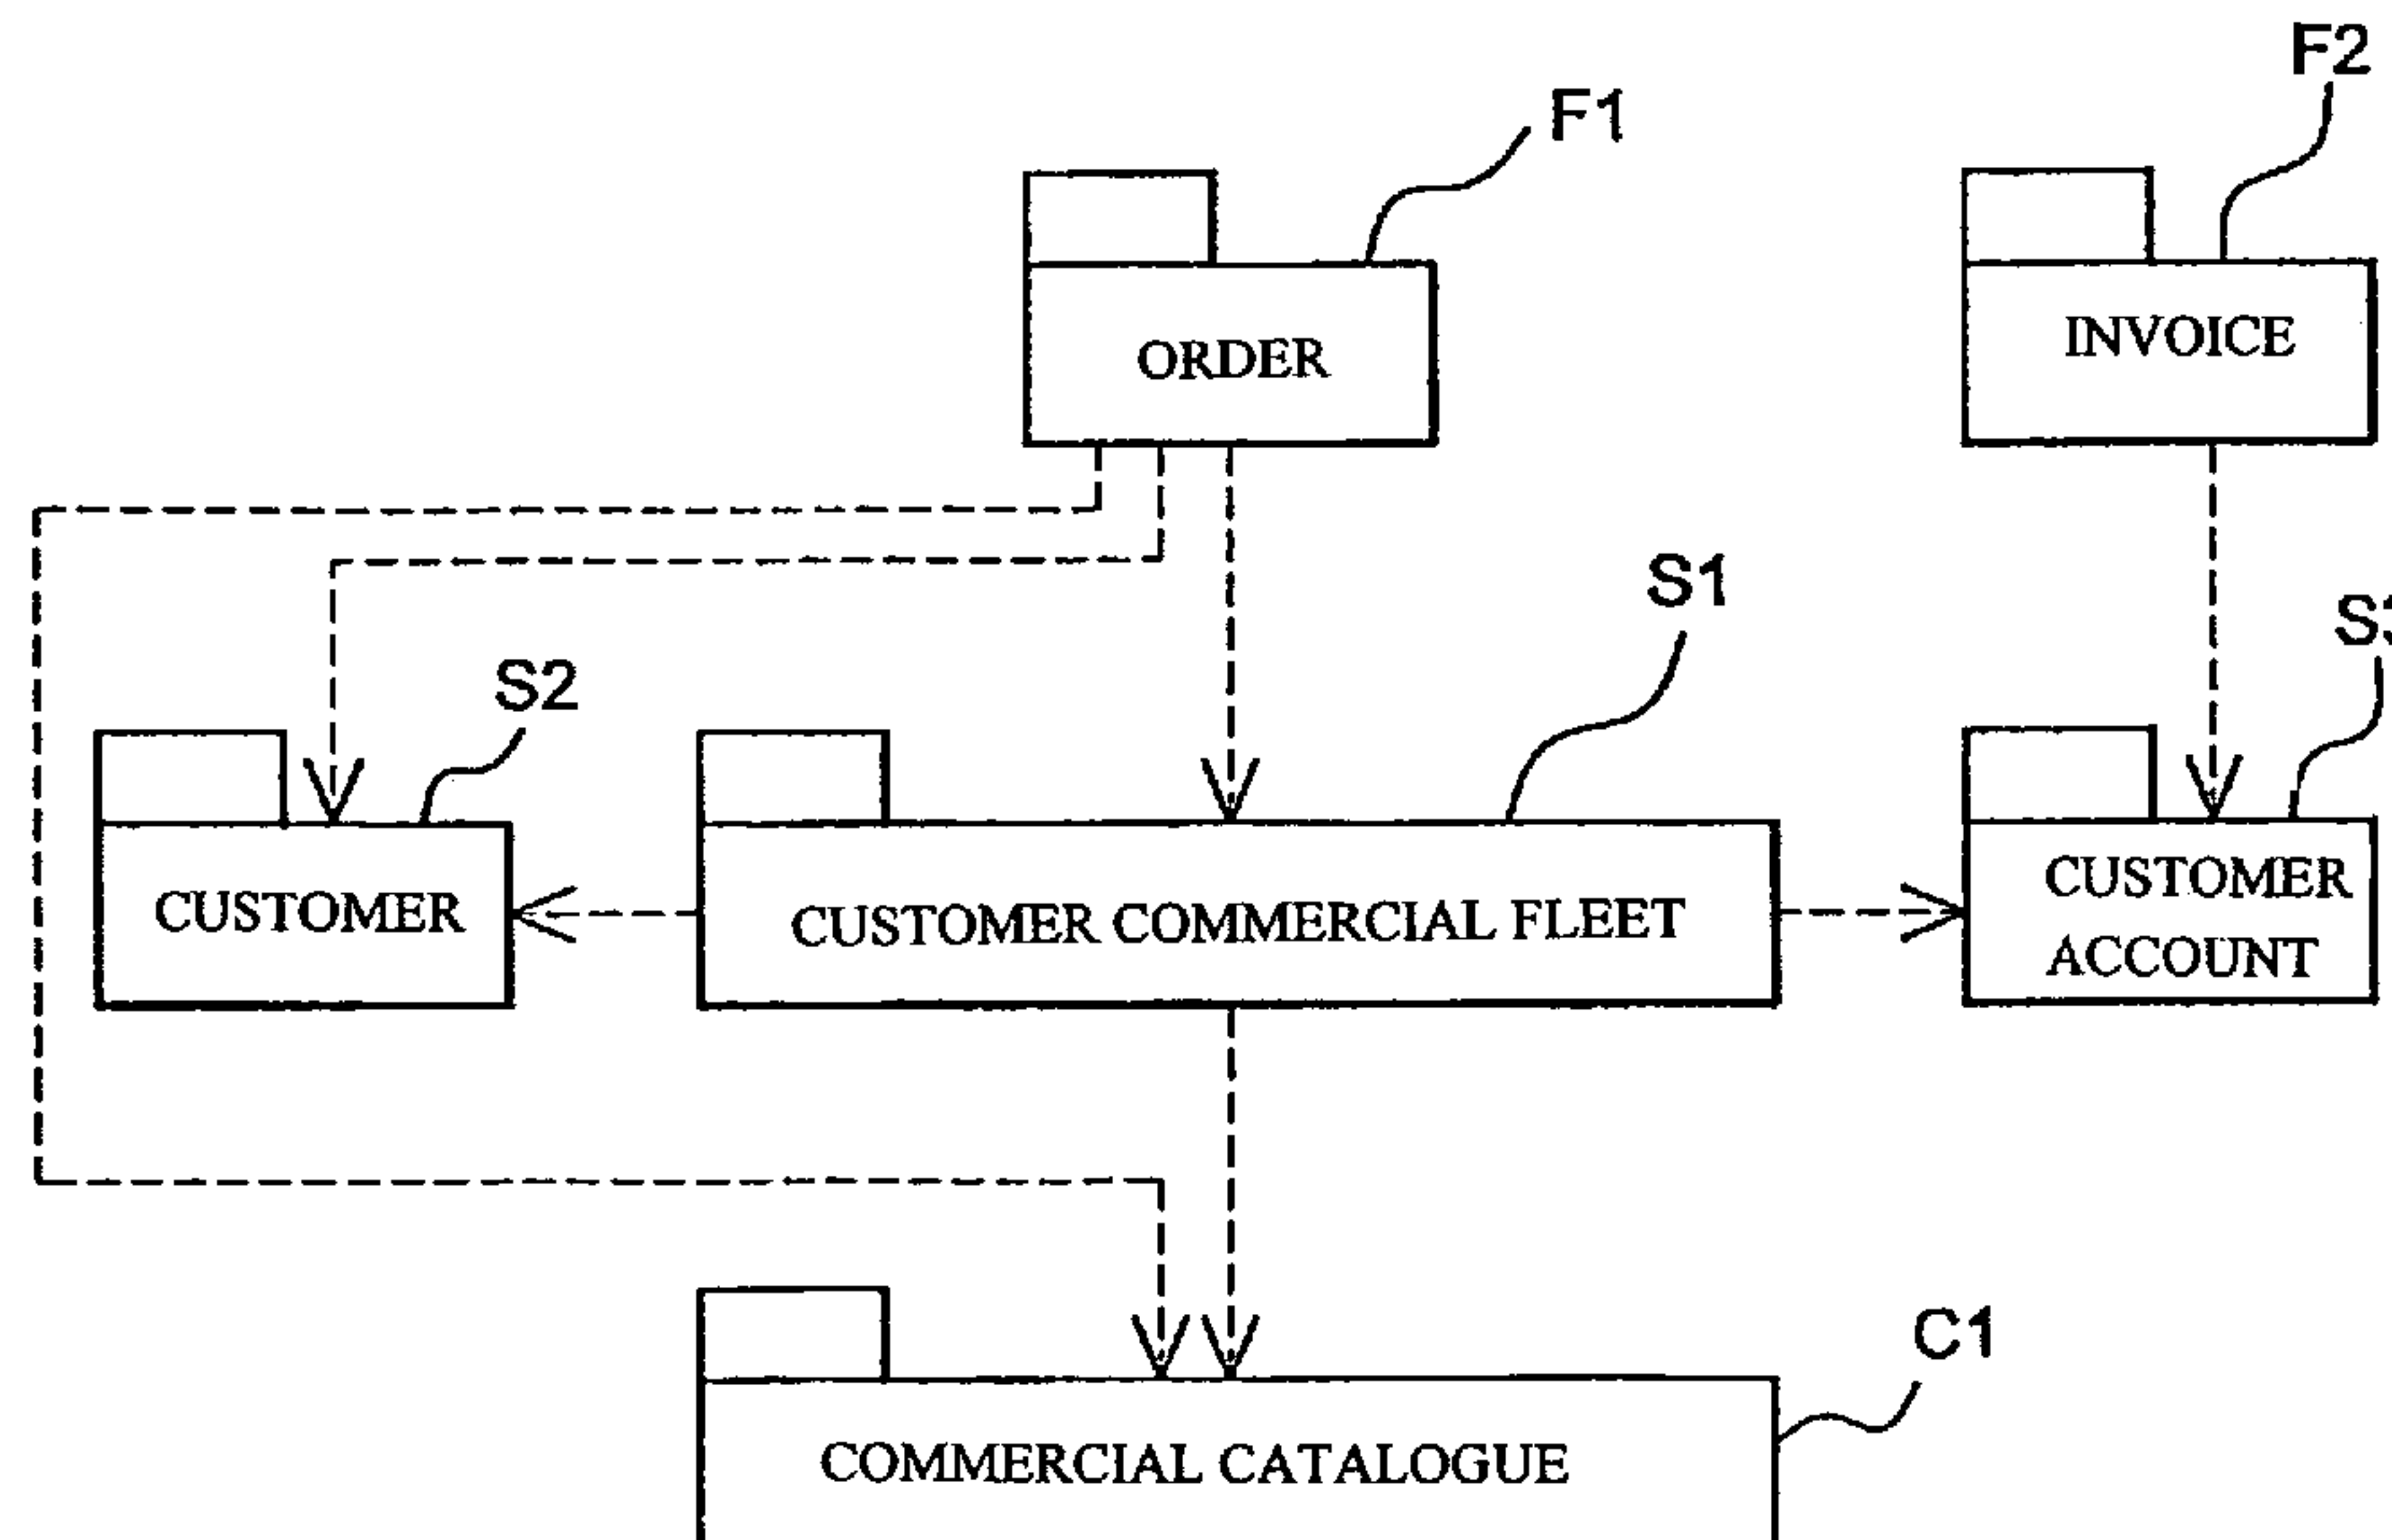 F2
F1
ORDER
INVOICE
S1
S2
CUSTOMER
CUSTOMER COMMERCIAL FLEET
CUSTOMER
ACCOUNT
C1
COMMERCIAL CATALOGUE